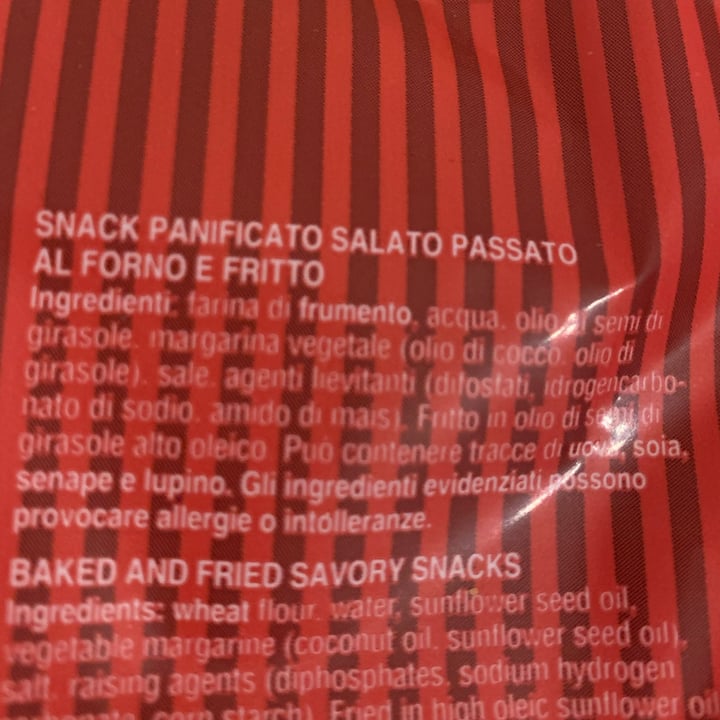 SNACK PANIFICATO SALATO PASSATO
AL FORNO E FRITTO
Ingredienti: farina di frumento, acqua, olio di semi di
girasole, margarina vegetale (olio di cocco, olio di
girasole), sale, agenti lievitanti (difosfati, idrogencarbo-
nato di sodio, amido di mais). Fritto in olio di semi di
girasole alto oleico. Può contenere tracce di uova, soia,
senape e lupino. Gli ingredienti evidenziati possono
provocare allergie o intolleranze.
BAKED AND FRIED SAVORY SNACKS
Ingredients: wheat flour, water, sunflower seed oil,
vegetable margarine (coconut oil, sunflower seed oil),
salt, raising agents (diphosphates, sodium hydrogen
corn starch). Fried in high oleic sunflower oil